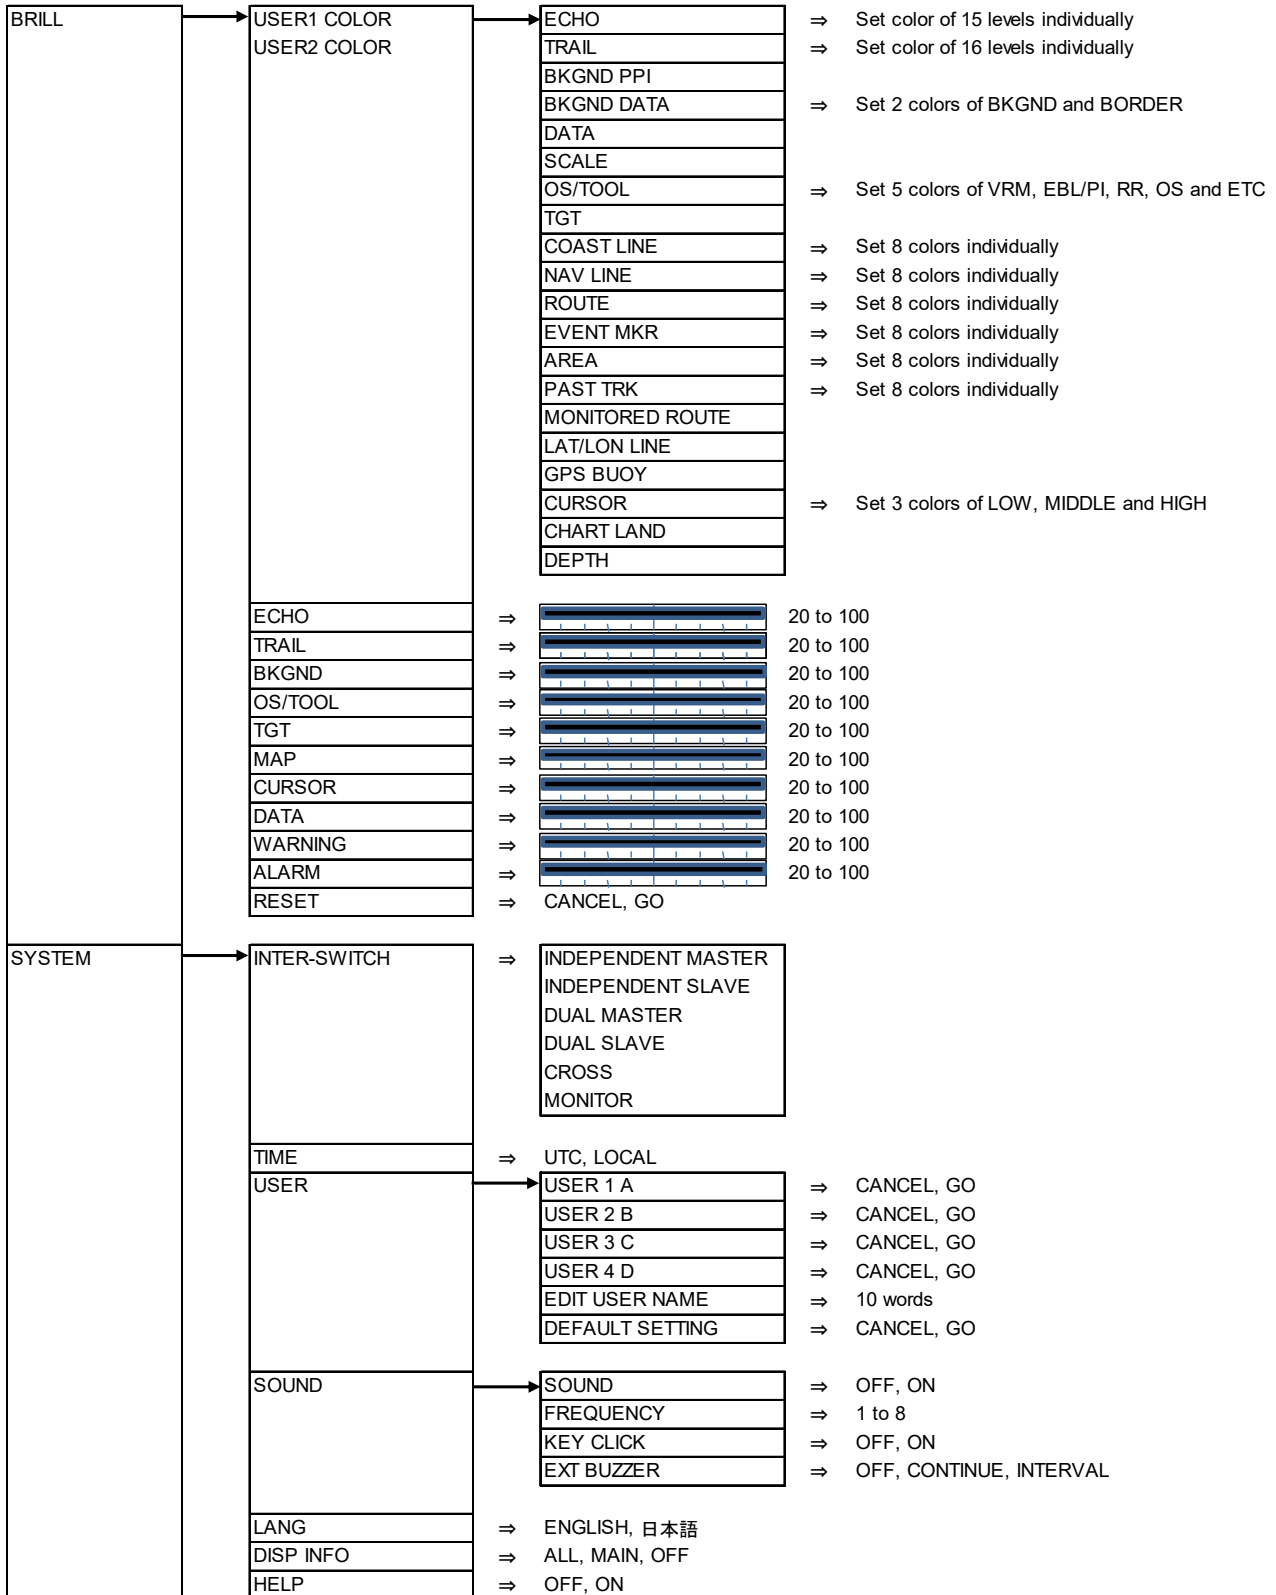 BRILL USER1 COLOR ECHO ⇒ Set color of 15 levels individually
USER2 COLOR TRAIL ⇒ Set color of 16 levels individually
BKGND PPI
BKGND DATA ⇒ Set 2 colors of BKGND and BORDER
DATA
SCALE
OS/TOOL ⇒ Set 5 colors of VRM, EBL/PI, RR, OS and ETC
TGT
COAST LINE ⇒ Set 8 colors individually
NAV LINE ⇒ Set 8 colors individually
ROUTE ⇒ Set 8 colors individually
EVENT MKR ⇒ Set 8 colors individually
AREA ⇒ Set 8 colors individually
PAST TRK ⇒ Set 8 colors individually
MONITORED ROUTE
LAT/LON LINE
GPS BUOY
CURSOR ⇒ Set 3 colors of LOW, MIDDLE and HIGH
CHART LAND
DEPTH
ECHO ⇒ 20 to 100
TRAIL ⇒ 20 to 100
BKGND ⇒ 20 to 100
OS/TOOL ⇒ 20 to 100
TGT ⇒ 20 to 100
MAP ⇒ 20 to 100
CURSOR ⇒ 20 to 100
DATA ⇒ 20 to 100
WARNING ⇒ 20 to 100
ALARM ⇒ 20 to 100
RESET ⇒ CANCEL, GO
SYSTEM INTER-SWITCH ⇒ INDEPENDENT MASTER
INDEPENDENT SLAVE
DUAL MASTER
DUAL SLAVE
CROSS
MONITOR
TIME ⇒ UTC, LOCAL
USER USER 1 A ⇒ CANCEL, GO
USER 2 B ⇒ CANCEL, GO
USER 3 C ⇒ CANCEL, GO
USER 4 D ⇒ CANCEL, GO
EDIT USER NAME ⇒ 10 words
DEFAULT SETTING ⇒ CANCEL, GO
SOUND SOUND ⇒ OFF, ON
FREQUENCY ⇒ 1 to 8
KEY CLICK ⇒ OFF, ON
EXT BUZZER ⇒ OFF, CONTINUE, INTERVAL
LANG ⇒ ENGLISH, 日本語
DISP INFO ⇒ ALL, MAIN, OFF
HELP ⇒ OFF, ON